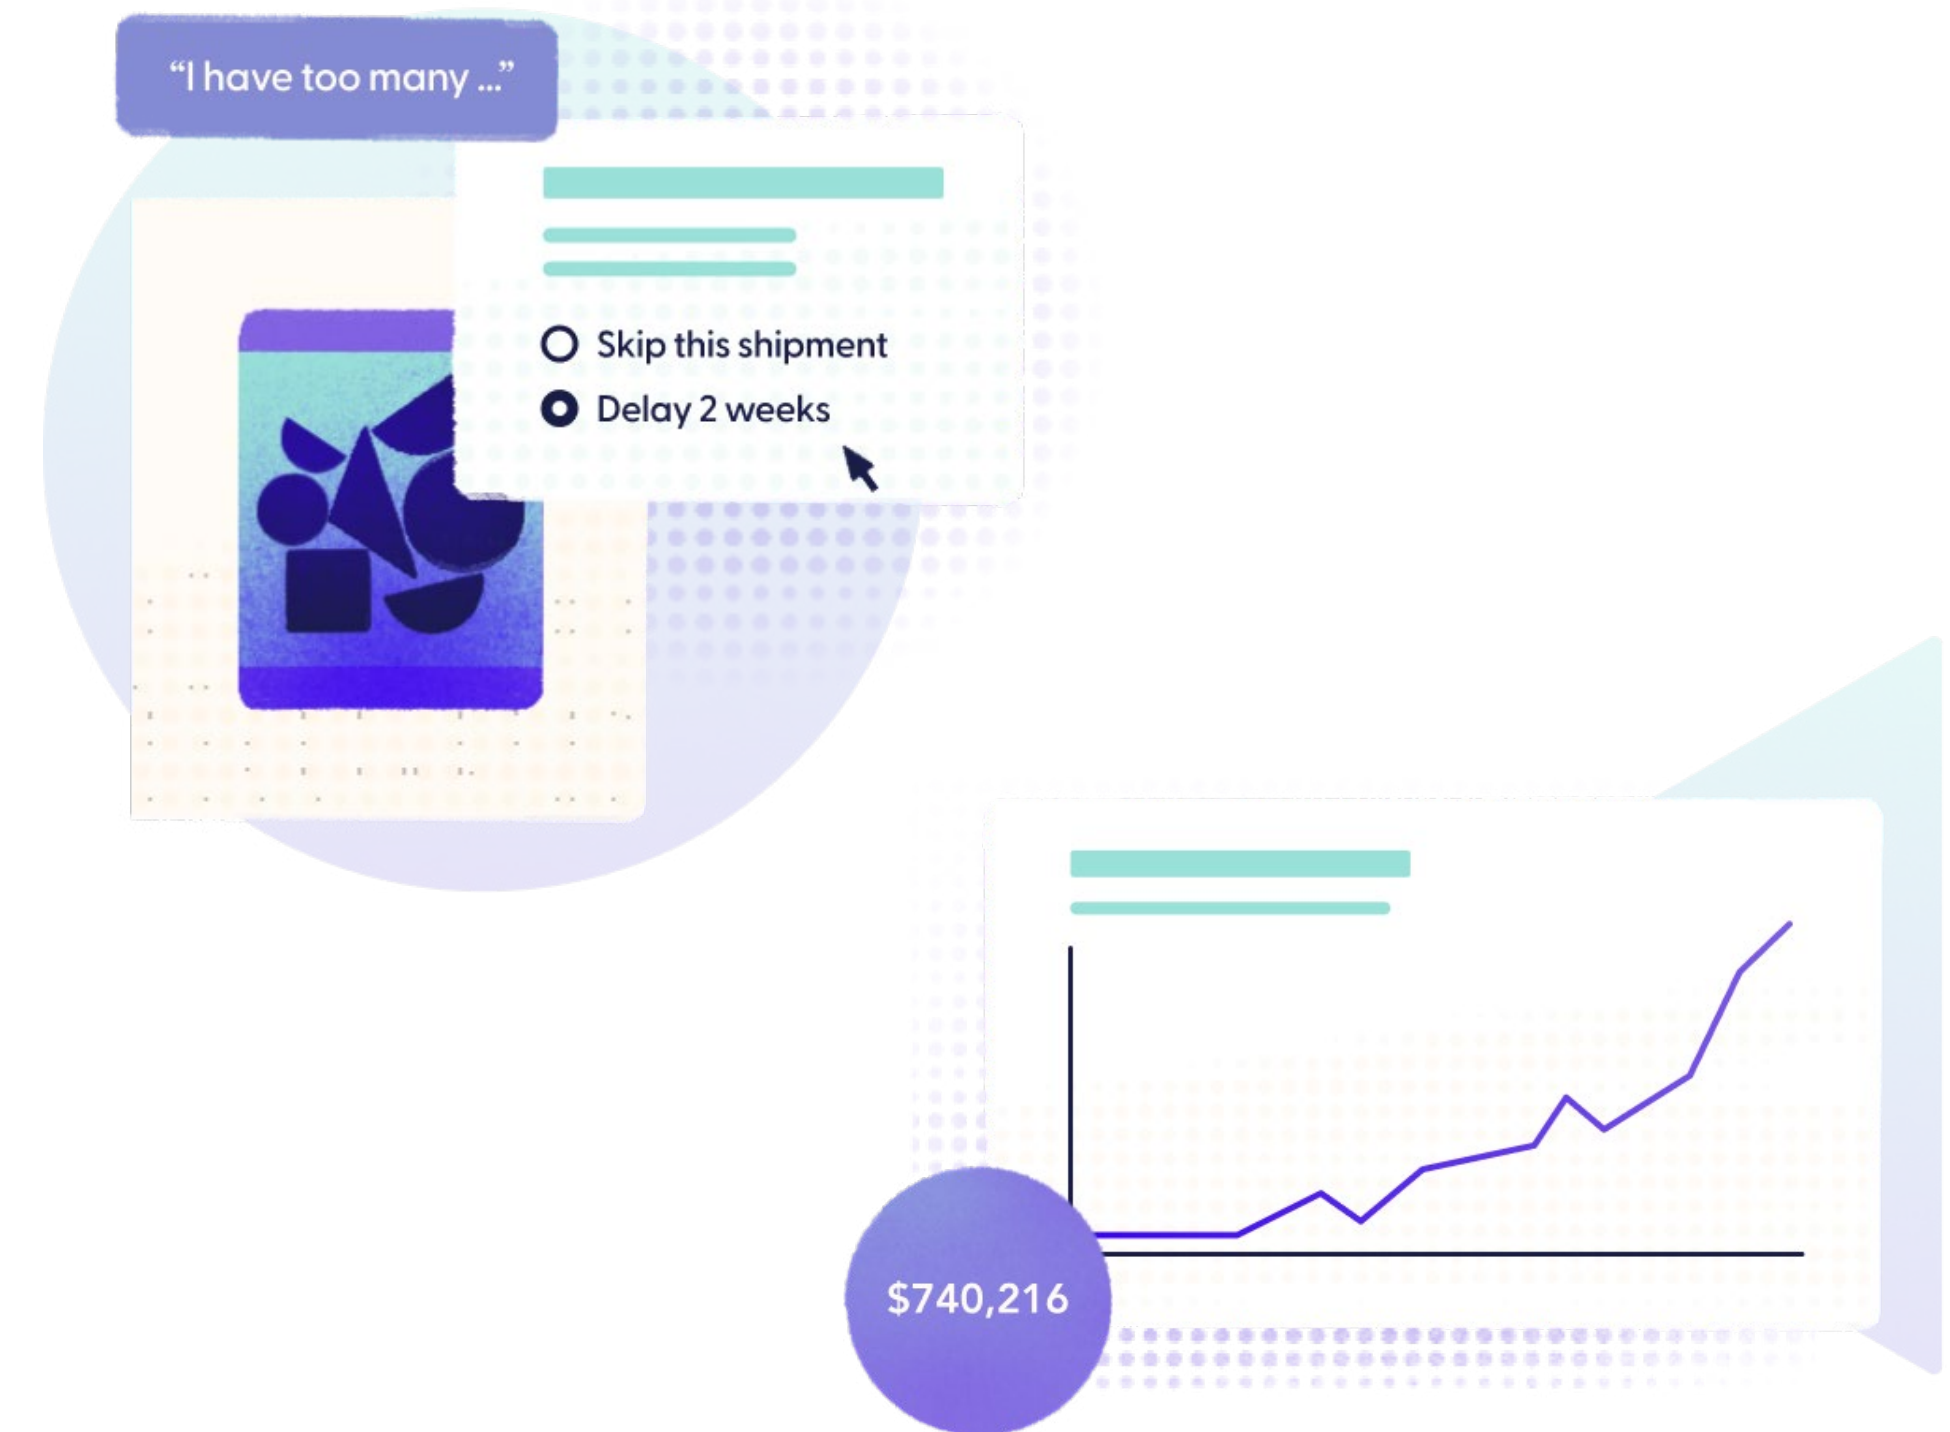 “I have too many ...”
Skip this shipment
Delay 2 weeks
$740,216